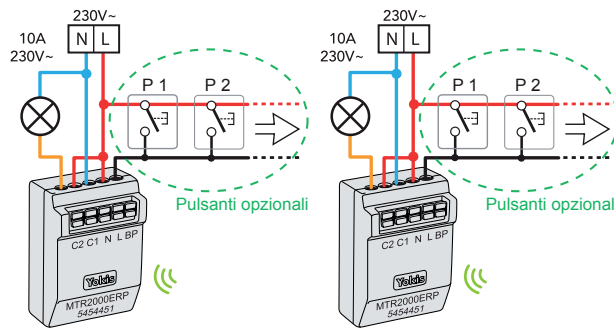 230V~
N L
10A
230V~
P 1
P 2
Pulsanti opzionali
C2 C1 N L BP
Yokis
MTR2000ERP
5454451
230V~
N L
10A
230V~
P 1
P 2
Pulsanti opzionali
C2 C1 N L BP
Yokis
MTR2000ERP
5454451